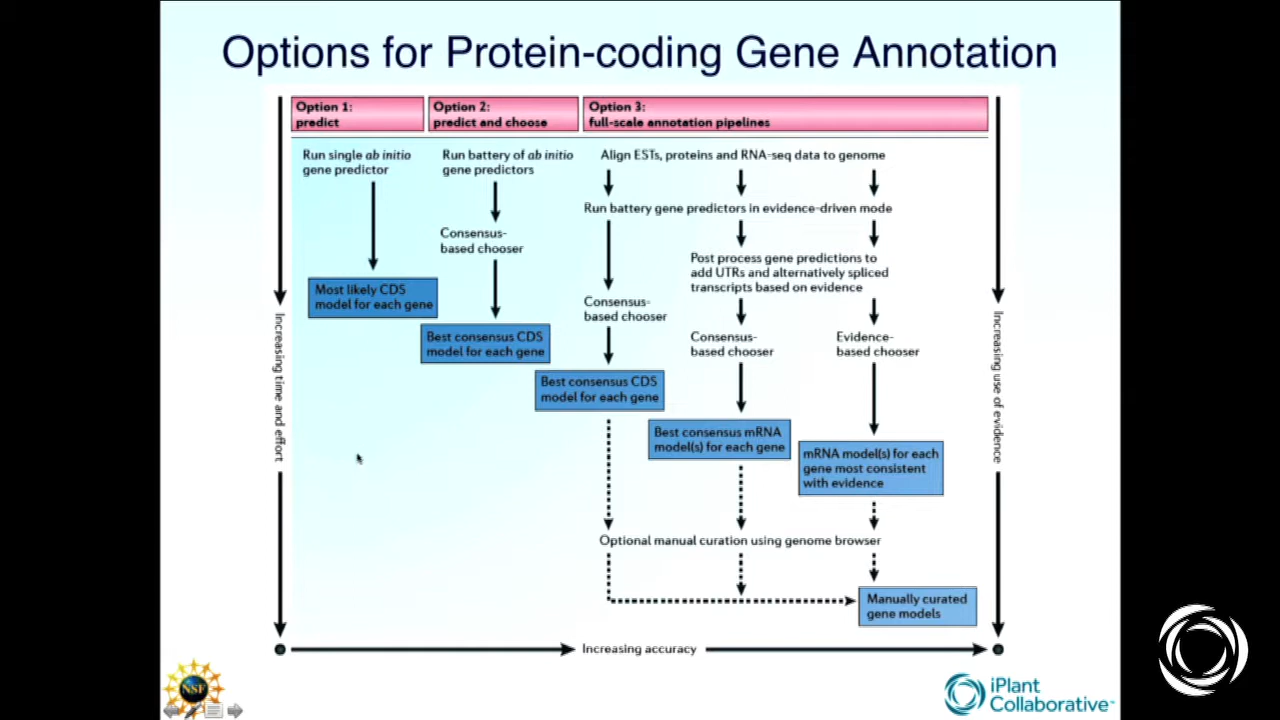 Options for Protein-coding Gene Annotation
Option 1:
predict
Option 2:
predict and choose
Option 3:
full-scale annotation pipelines
Run single ab initio
gene predictor
Run battery of ab initio
gene predictors
Align ESTs, proteins and RNA-seq data to genome
Run battery gene predictors in evidence-driven mode
Consensus-
based chooser
Post process gene predictions to
add UTRs and alternatively spliced
transcripts based on evidence
Most likely CDS
model for each gene
Consensus-
based chooser
Best consensus CDS
model for each gene
Consensus-
based chooser
Evidence-
based chooser
Best consensus CDS
model for each gene
Best consensus mRNA
model(s) for each gene
mRNA model(s) for each
gene most consistent
with evidence
Increasing time and effort
Increasing use of evidence
Optional manual curation using genome browser
Manually curated
gene models
Increasing accuracy
NSF
iPlant
Collaborative™